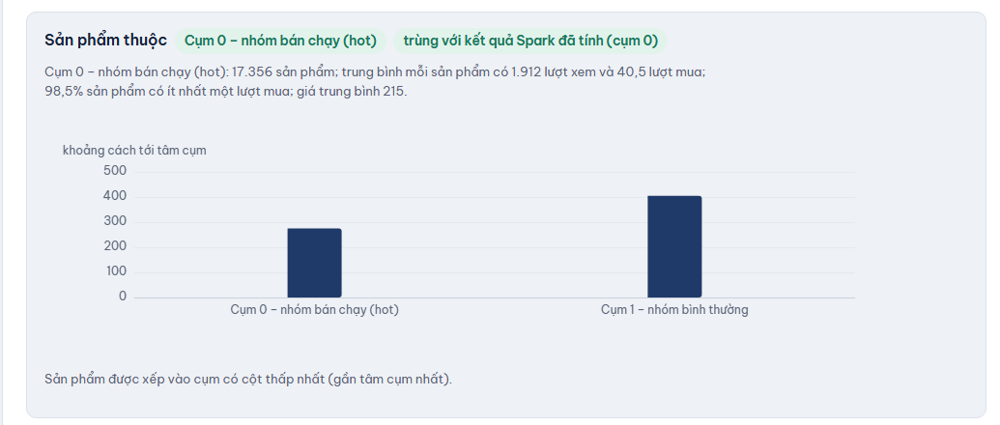 Sản phẩm thuộc Cụm 0 – nhóm bán chạy (hot) trùng với kết quả Spark đã tính (cụm 0)
Cụm 0 – nhóm bán chạy (hot): 17.356 sản phẩm; trung bình mỗi sản phẩm có 1.912 lượt xem và 40,5 lượt mua;
98,5% sản phẩm có ít nhất một lượt mua; giá trung bình 215.
khoảng cách tới tâm cụm
500
400
300
200
100
0
Cụm 0 – nhóm bán chạy (hot) Cụm 1 – nhóm bình thường
Sản phẩm được xếp vào cụm có cột thấp nhất (gần tâm cụm nhất).